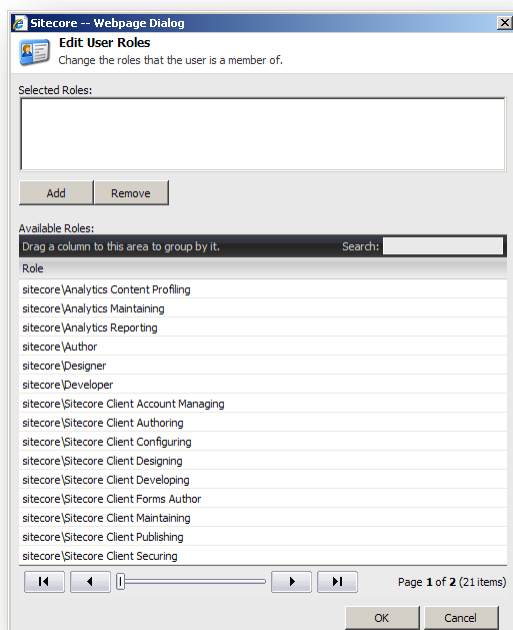 Sitecore -- Webpage Dialog
Edit User Roles
Change the roles that the user is a member of.
Selected Roles:
Add Remove
Available Roles:
Drag a column to this area to group by it. Search:
Role
sitecore\Analytics Content Profiling
sitecore\Analytics Maintaining
sitecore\Analytics Reporting
sitecore\Author
sitecore\Designer
sitecore\Developer
sitecore\Sitecore Client Account Managing
sitecore\Sitecore Client Authoring
sitecore\Sitecore Client Configuring
sitecore\Sitecore Client Designing
sitecore\Sitecore Client Developing
sitecore\Sitecore Client Forms Author
sitecore\Sitecore Client Maintaining
sitecore\Sitecore Client Publishing
sitecore\Sitecore Client Securing
Page 1 of 2 (21 items)
OK Cancel